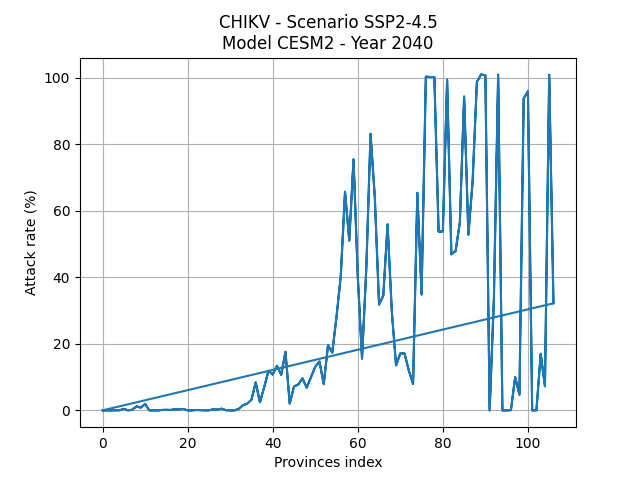 CHIKV - Scenario SSP2-4.5
Model CESM2 - Year 2040
100
80
60
40
20
0
Attack rate (%)
0 20 40 60 80 100
Provinces index